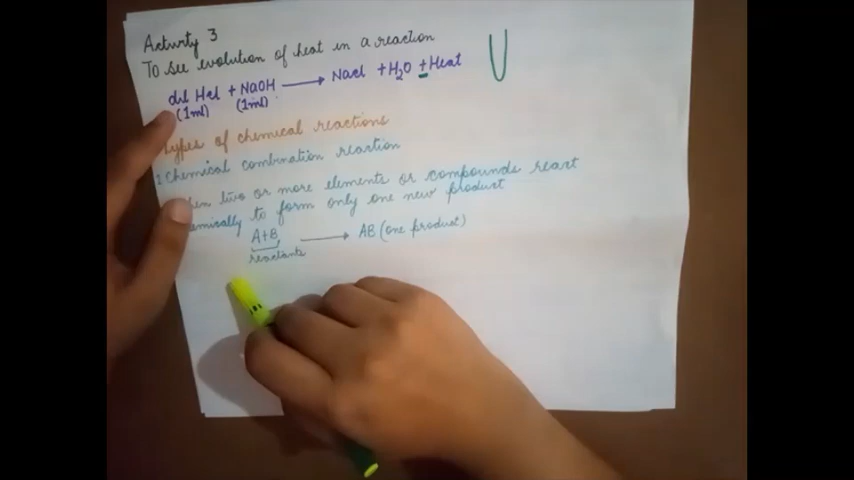 Activity 3
To see evolution of heat in a reaction
dil Hcl + NaOH → Nacl + H2O + Heat
(1ml) (1ml)
Types of chemical reactions
Chemical combination reaction
two or more elements or compounds react
to form only one new product
A+B → AB (one product)
reactants